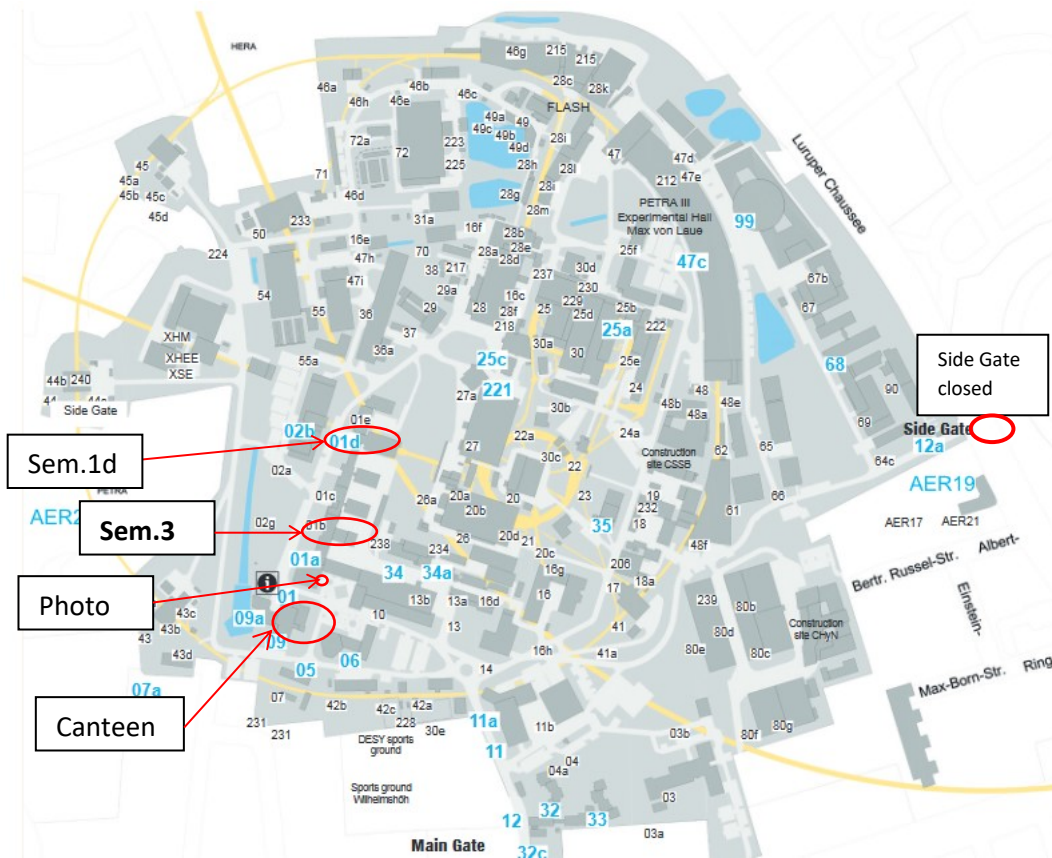 HERA
46g
215
215
46a
46b
28c
46h
46e
46c
28k
FLASH
49a
49
49c
49b
72a
223
49d
28i
47
72
225
28h
28l
47d
212
47e
71
46d
28g
28i
28m
PETRA III
Experimental Hall
Max von Laue
Luruper Chaussee
99
45
45a
45b
45c
45d
233
31a
50
16e
16f
28b
28e
25f
224
47h
70
28a
28d
47c
38
217
237
30d
47i
29a
16c
230
67b
54
55
36
29
28
28f
25
229
25d
25b
67
37
218
25a
222
XHM
36a
30a
30
XHEE
55a
25c
25e
68
XSE
44b
240
221
24
48
90
Side Gate
closed
44
27a
48b
48e
Side Gate
01e
30b
48a
69
02b
01d
22a
24a
62
65
Side Gate
12a
Sem.1d
27
30c
Construction
site CSSB
64c
02a
22
AER19
PETRA
01c
26a
20a
20
23
19
66
AER2
02g
01b
20b
232
61
AER17
AER21
Sem.3
238
234
26
20d
21
35
18
48f
01a
20c
206
Bertr. Russel-Str.
Albert-
Einstein-
34
34a
16g
18a
01
13b
13a
16d
16
17
239
80b
Photo
09a
10
13
41
80d
Construction
site CHyN
43c
43b
43
09
16h
41a
80e
80c
43d
05
06
14
Max-Born-Str.
Ring
07a
07
42b
42c
42a
11a
Canteen
231
228
30e
11b
03b
80f
80g
231
DESY sports
ground
11
04
04a
Sports ground
Wilhelmshöh
32
33
03
12
03a
Main Gate
32c